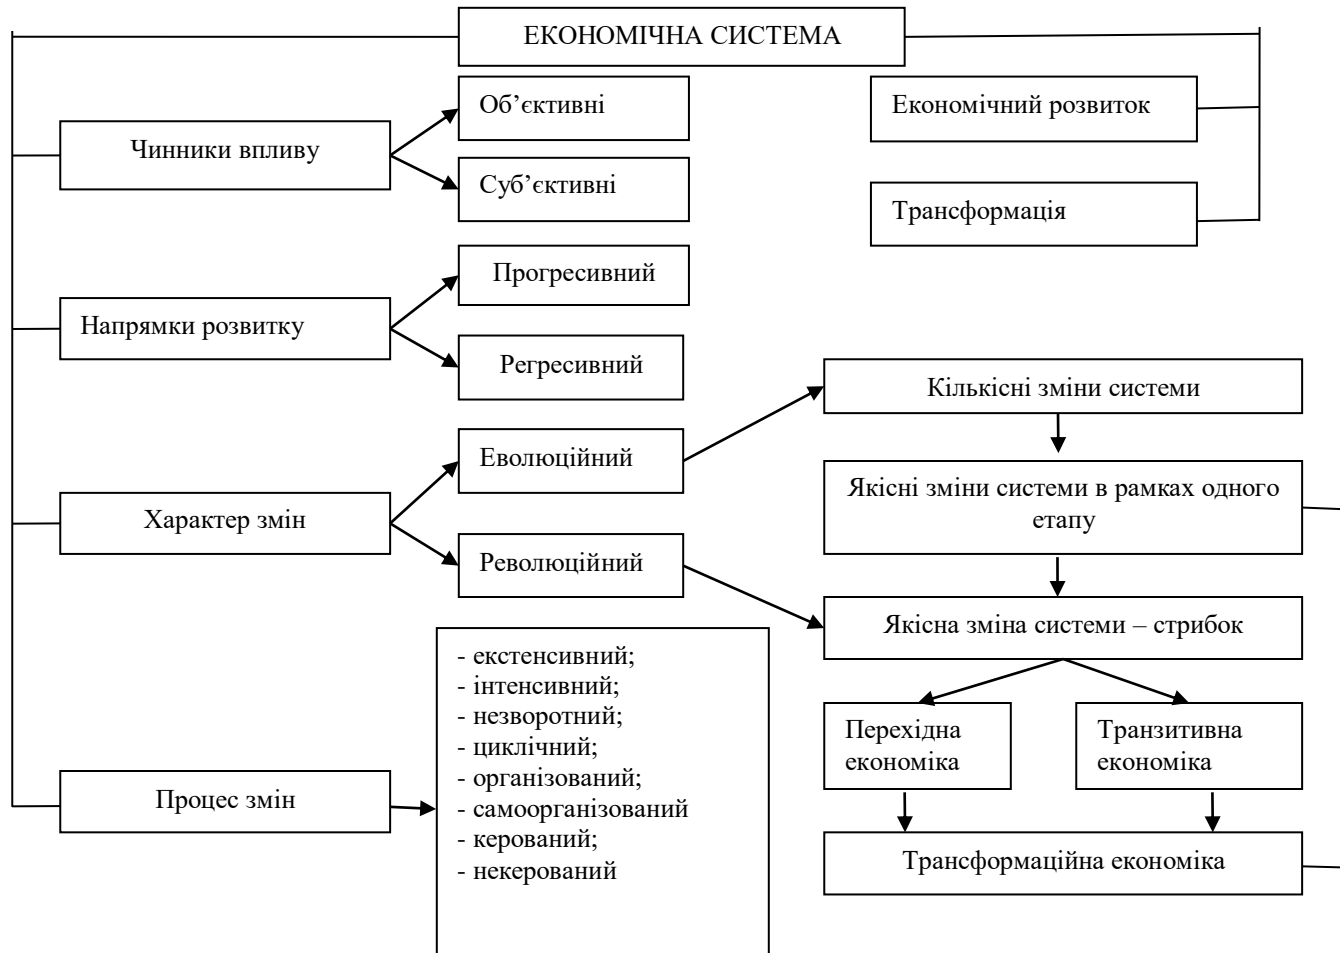 ЕКОНОМІЧНА СИСТЕМА
Об’єктивні
Економічний розвиток
Чинники впливу
Суб’єктивні
Трансформація
Прогресивний
Напрямки розвитку
Регресивний
Кількісні зміни системи
Еволюційний
Якісні зміни системи в рамках одного
етапу
Характер змін
Революційний
Якісна зміна системи – стрибок
- екстенсивний;
- інтенсивний;
- незворотний;
- циклічний;
- організований;
- самоорганізований
- керований;
- некерований
Перехідна
економіка
Транзитивна
економіка
Процес змін
Трансформаційна економіка